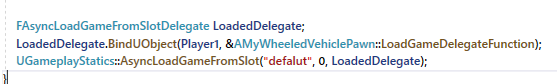 FAsyncLoadGameFromSlotDelegate LoadedDelegate;
LoadedDelegate.BindUObject(Player1, &AMyWheeledVehiclePawn::LoadGameDelegateFunction);
UGameplayStatics::AsyncLoadGameFromSlot("defalut", 0, LoadedDelegate);
}